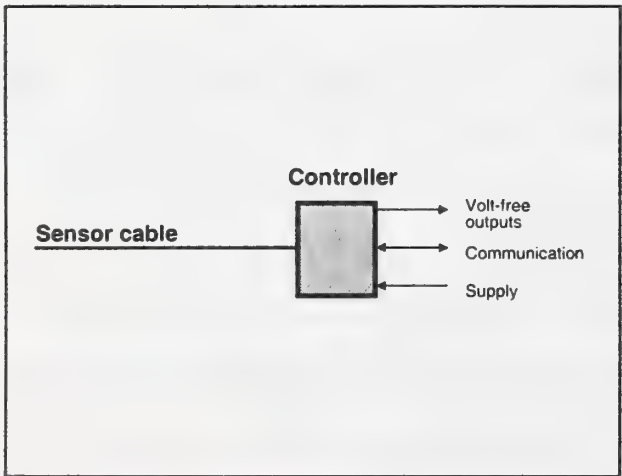 Controller
Volt-free
outputs
Sensor cable
Communication
Supply